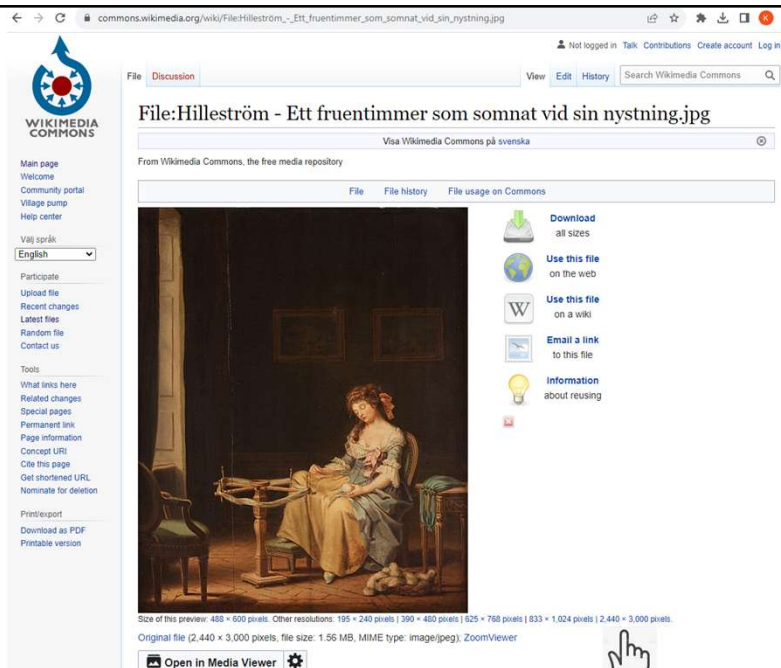 commons.wikimedia.org/wiki/File:Hilleström_-_Ett_fruentimmer_som_somnat_vid_sin_nystning.jpg
K
Not logged in Talk Contributions Create account Log in
File Discussion
View Edit History Search Wikimedia Commons
WIKIMEDIA
COMMONS
File:Hilleström - Ett fruentimmer som somnat vid sin nystning.jpg
Visa Wikimedia Commons på svenska
From Wikimedia Commons, the free media repository
File File history File usage on Commons
Main page
Welcome
Community portal
Village pump
Help center
Välj språk
English
Participate
Upload file
Recent changes
Latest files
Random file
Contact us
Tools
What links here
Related changes
Special pages
Permanent link
Page information
Concept URI
Cite this page
Get shortened URL
Nominate for deletion
Print/export
Download as PDF
Printable version
Download
all sizes
Use this file
on the web
W
Use this file
on a wiki
Email a link
to this file
Information
about reusing
Size of this preview: 488 × 600 pixels. Other resolutions: 195 × 240 pixels | 390 × 480 pixels | 625 × 768 pixels | 833 × 1,024 pixels | 2,440 × 3,000 pixels.
Original file (2,440 × 3,000 pixels, file size: 1.56 MB, MIME type: image/jpeg); ZoomViewer
Open in Media Viewer